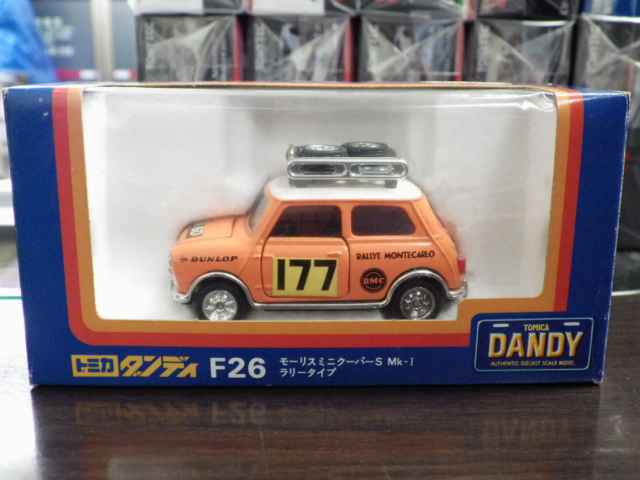 DUNLOP
177
RALLYE MONTECARLO
BMC
トミカダンディ F26
モーリスミニクーパーS Mk-I
ラリータイプ
TOMICA
DANDY
AUTHENTIC DIECAST SCALE MODEL